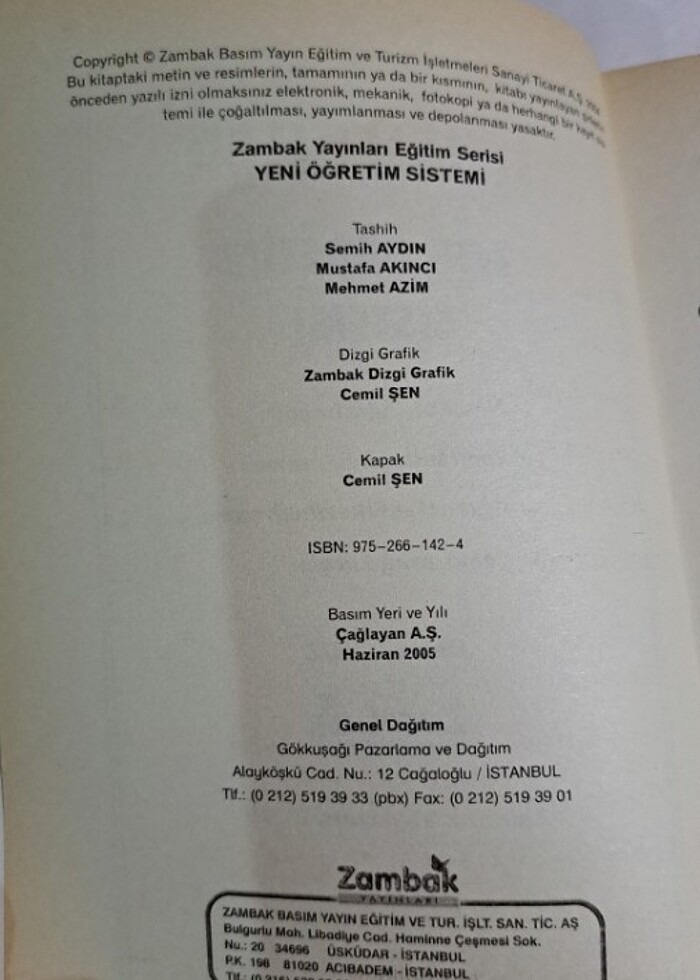 Copyright © Zambak Basım Yayın Eğitim ve Turizm İşletmeleri Sanayi Ticaret A.Ş.
Bu kitaptaki metin ve resimlerin, tamamının ya da bir kısmının, kitabı yayınlayan
önceden yazılı izni olmaksınız elektronik, mekanik, fotokopi ya da herhangi bir kayıt
temi ile çoğaltılması, yayımlanması ve depolanması yasaktır.
Zambak Yayınları Eğitim Serisi
YENİ ÖĞRETİM SİSTEMİ
Tashih
Semih AYDIN
Mustafa AKINCI
Mehmet AZİM
Dizgi Grafik
Zambak Dizgi Grafik
Cemil ŞEN
Kapak
Cemil ŞEN
ISBN: 975–266–142–4
Basım Yeri ve Yılı
Çağlayan A.Ş.
Haziran 2005
Genel Dağıtım
Gökkuşağı Pazarlama ve Dağıtım
Alayköşkü Cad. Nu.: 12 Cağaloğlu / İSTANBUL
Tlf.: (0 212) 519 39 33 (pbx) Fax: (0 212) 519 39 01
Zambak
YAYINLARI
ZAMBAK BASIM YAYIN EĞİTİM VE TUR. İŞLT. SAN. TİC. AŞ
Bulgurlu Mah. Libadiye Cad. Haminne Çeşmesi Sok.
Nu.: 20 34696 ÜSKÜDAR - İSTANBUL
P.K. 198 81020 ACIBADEM - İSTANBUL